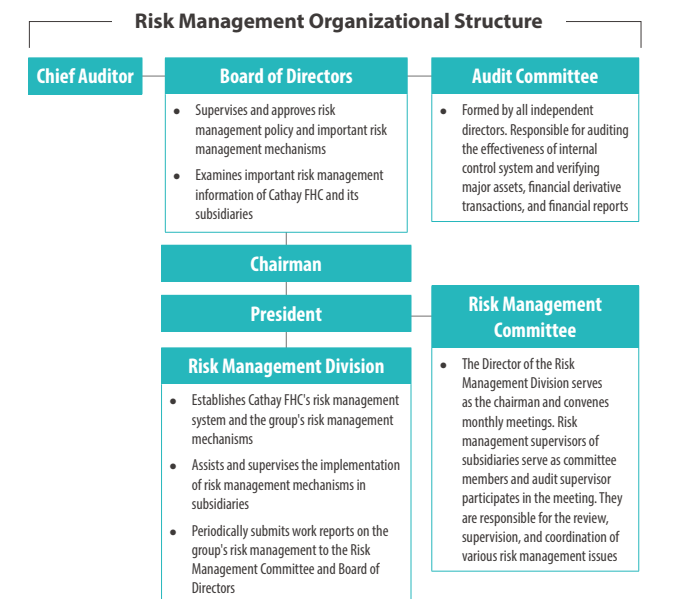 Risk Management Organizational Structure
Chief Auditor
Board of Directors
● Supervises and approves risk
management policy and important risk
management mechanisms
● Examines important risk management
information of Cathay FHC and its
subsidiaries
Audit Committee
● Formed by all independent
directors. Responsible for auditing
the effectiveness of internal
control system and verifying
major assets, financial derivative
transactions, and financial reports
Chairman
President
Risk Management
Committee
● The Director of the Risk
Management Division serves
as the chairman and convenes
monthly meetings. Risk
management supervisors of
subsidiaries serve as committee
members and audit supervisor
participates in the meeting. They
are responsible for the review,
supervision, and coordination of
various risk management issues
Risk Management Division
● Establishes Cathay FHC's risk management
system and the group's risk management
mechanisms
● Assists and supervises the implementation
of risk management mechanisms in
subsidiaries
● Periodically submits work reports on the
group's risk management to the Risk
Management Committee and Board of
Directors